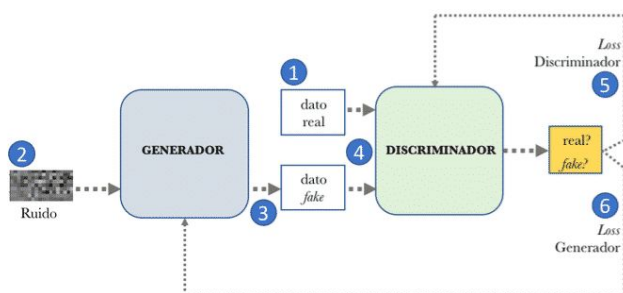 1
dato
real
2
Ruido
GENERADOR
3
dato
fake
4
DISCRIMINADOR
real?
fake?
Loss
Discriminador
5
6
Loss
Generador